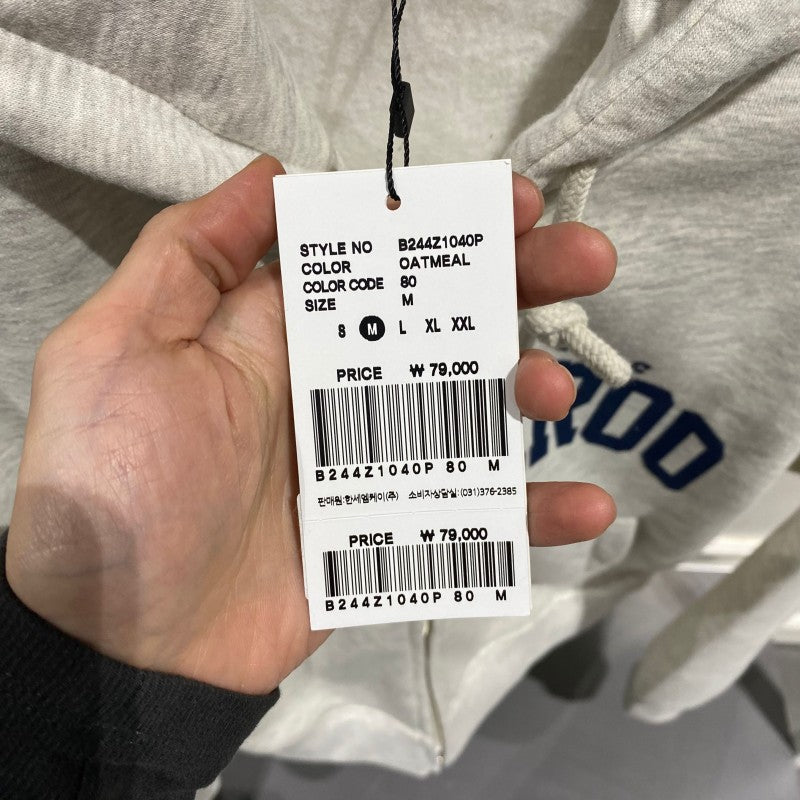 STYLE NO B244Z1040P
COLOR OATMEAL
COLOR CODE 80
SIZE M
S M L XL XXL
PRICE ₩ 79,000
B244Z1040P 80 M
판매원:한세엠케이(주) 소비자상담실:(031)376-2385
PRICE ₩ 79,000
B244Z1040P 80 M
ROO